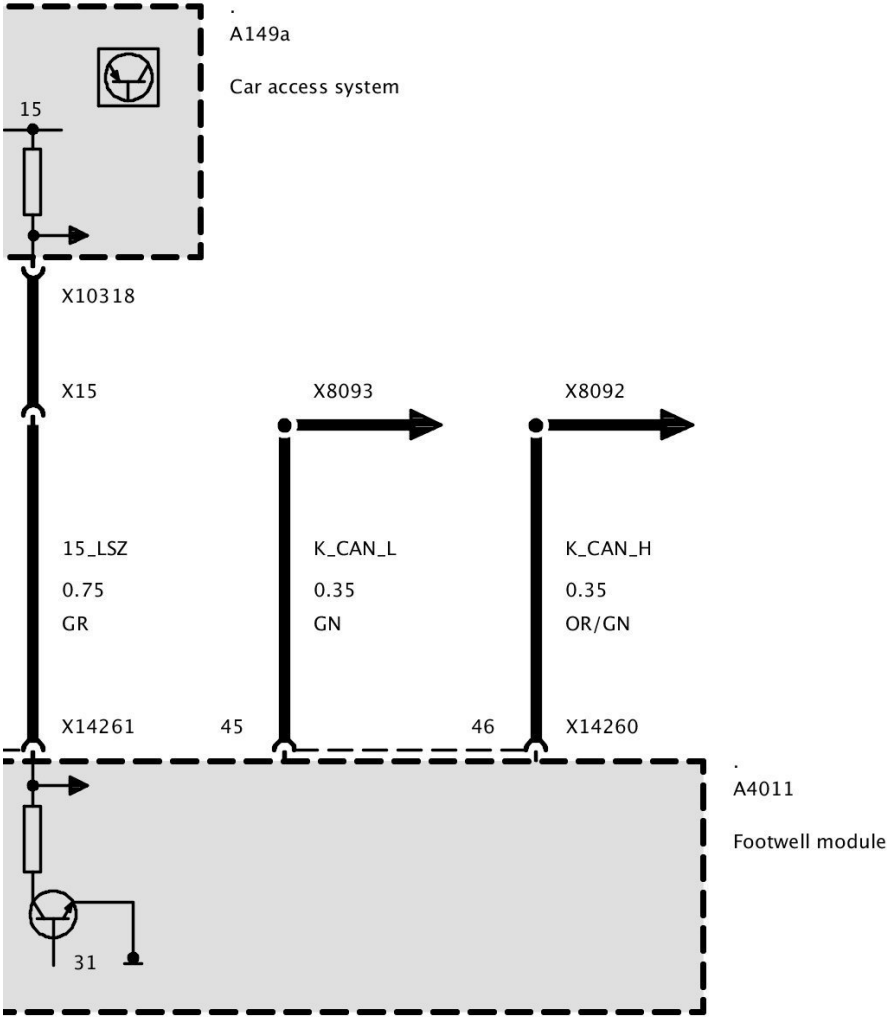 .
A149a
Car access system
15
X10318
X15
X8093
X8092
15_LSZ
K_CAN_L
K_CAN_H
0.75
0.35
0.35
GR
GN
OR/GN
X14261
45
46
X14260
.
A4011
Footwell module
31